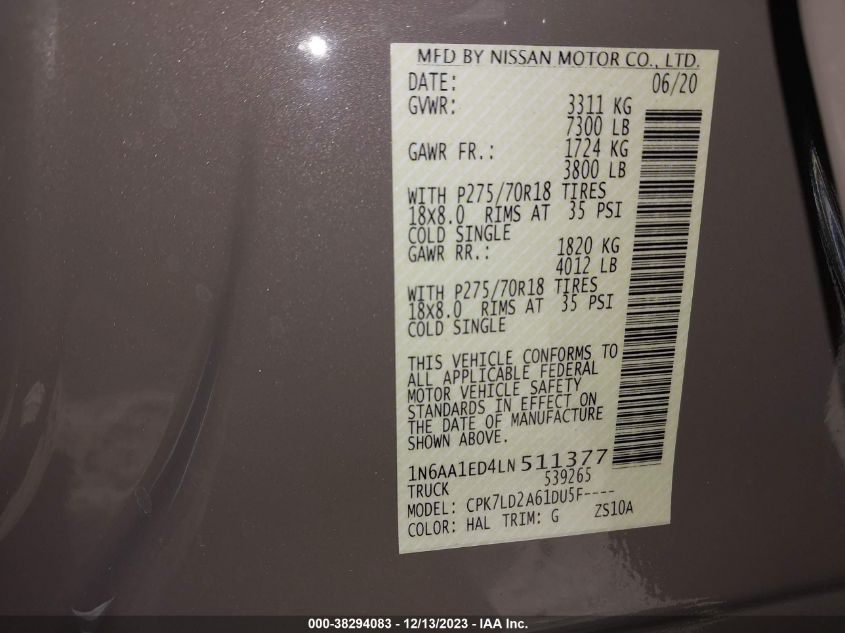 MFD BY NISSAN MOTOR CO., LTD.
DATE: 06/20
GVWR: 3311 KG
7300 LB
GAWR FR.: 1724 KG
3800 LB
WITH P275/70R18 TIRES
18X8.0 RIMS AT 35 PSI
COLD SINGLE
GAWR RR.: 1820 KG
4012 LB
WITH P275/70R18 TIRES
18X8.0 RIMS AT 35 PSI
COLD SINGLE
THIS VEHICLE CONFORMS TO
ALL APPLICABLE FEDERAL
MOTOR VEHICLE SAFETY
STANDARDS IN EFFECT ON
THE DATE OF MANUFACTURE
SHOWN ABOVE.
1N6AA1ED4LN511377
TRUCK 539265
MODEL: CPK7LD2A61DU5F----
COLOR: HAL TRIM: G ZS10A
000-38294083 - 12/13/2023 - IAA Inc.